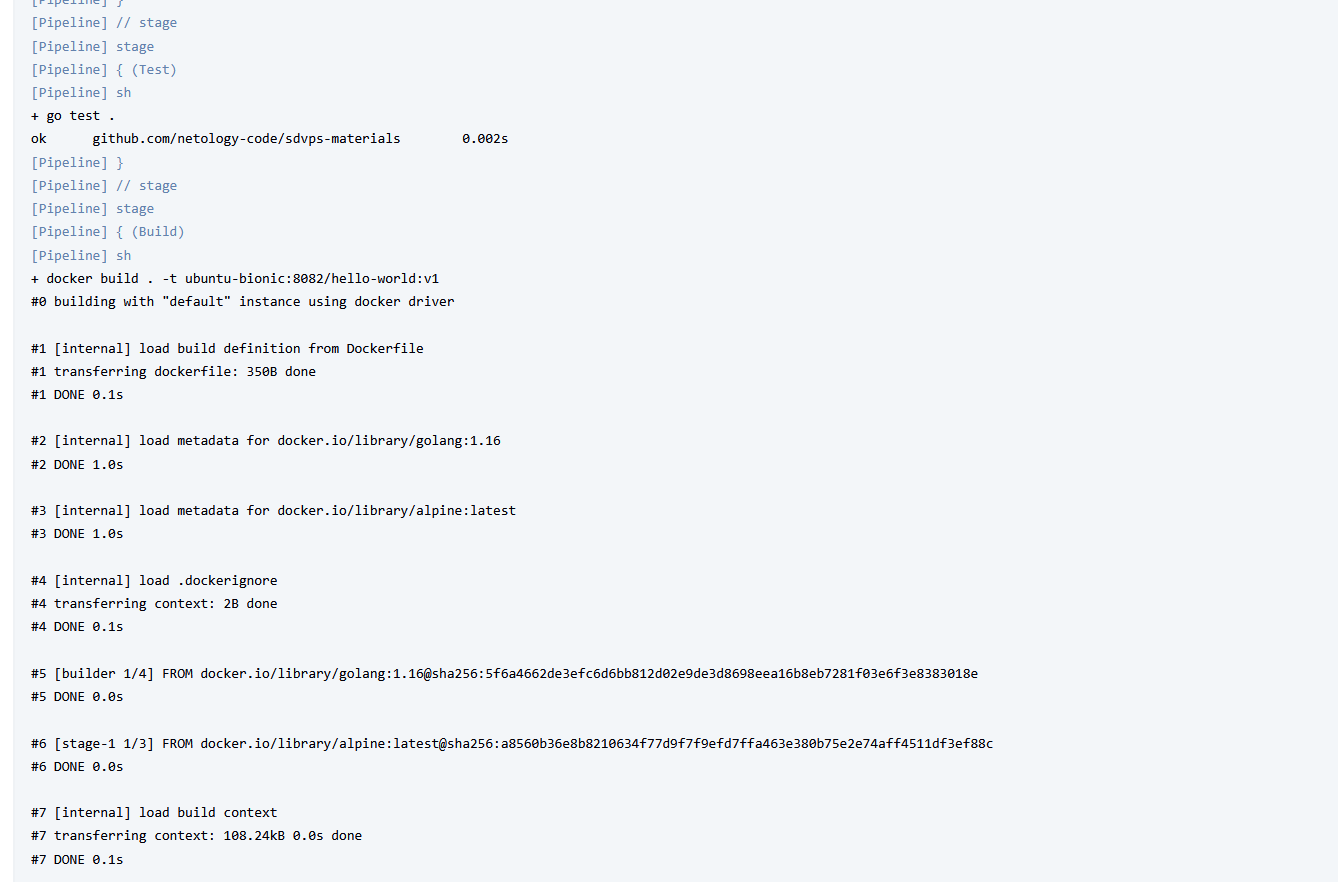 [Pipeline] }
[Pipeline] // stage
[Pipeline] stage
[Pipeline] { (Test)
[Pipeline] sh
+ go test .
ok      github.com/netology-code/sdvps-materials        0.002s
[Pipeline] }
[Pipeline] // stage
[Pipeline] stage
[Pipeline] { (Build)
[Pipeline] sh
+ docker build . -t ubuntu-bionic:8082/hello-world:v1
#0 building with "default" instance using docker driver
#1 [internal] load build definition from Dockerfile
#1 transferring dockerfile: 350B done
#1 DONE 0.1s
#2 [internal] load metadata for docker.io/library/golang:1.16
#2 DONE 1.0s
#3 [internal] load metadata for docker.io/library/alpine:latest
#3 DONE 1.0s
#4 [internal] load .dockerignore
#4 transferring context: 2B done
#4 DONE 0.1s
#5 [builder 1/4] FROM docker.io/library/golang:1.16@sha256:5f6a4662de3efc6d6bb812d02e9de3d8698eea16b8eb7281f03e6f3e8383018e
#5 DONE 0.0s
#6 [stage-1 1/3] FROM docker.io/library/alpine:latest@sha256:a8560b36e8b8210634f77d9f7f9efd7ffa463e380b75e2e74aff4511df3ef88c
#6 DONE 0.0s
#7 [internal] load build context
#7 transferring context: 108.24kB 0.0s done
#7 DONE 0.1s